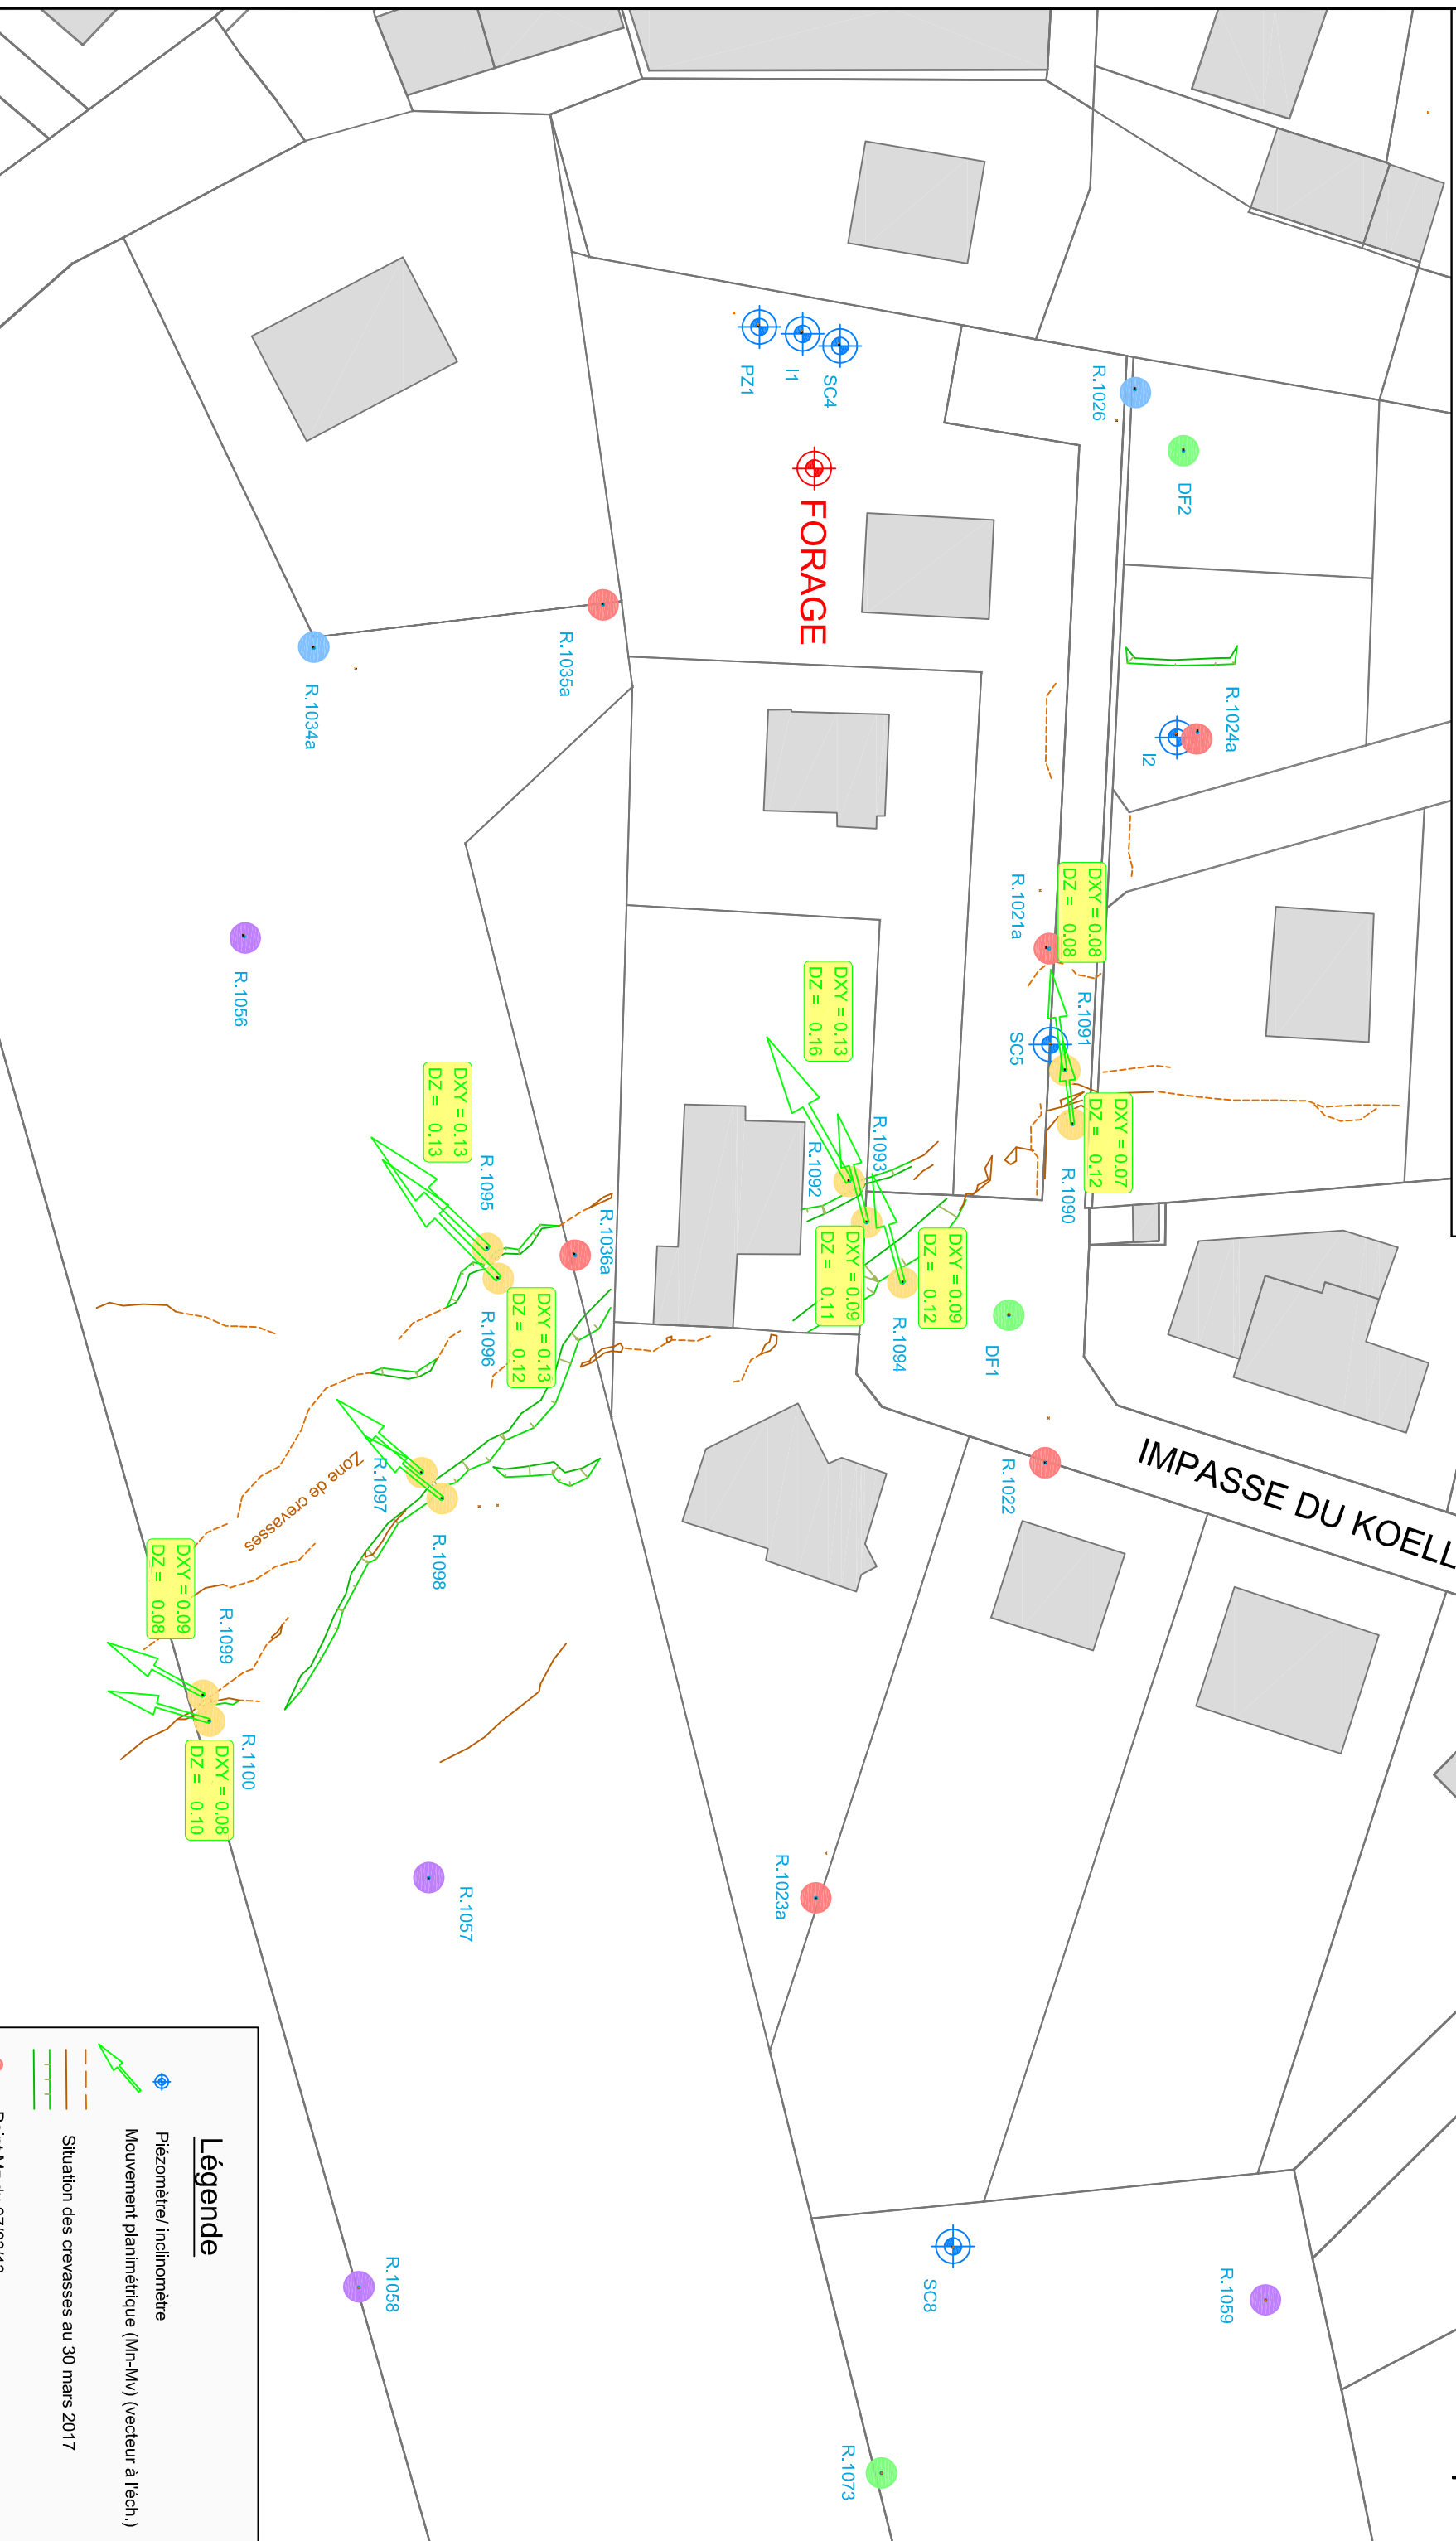 R.1026
DF2
PZ1
I1
SC4
FORAGE
R.1035a
R.1034a
R.1024a
I2
R.1021a
DXY = 0.08
DZ = 0.08
R.1056
R.1091
SC5
DXY = 0.13
DZ = 0.16
DXY = 0.13
DZ = 0.13
DXY = 0.07
DZ = 0.12
R.1090
R.1093
R.1092
R.1095
R.1036a
DXY = 0.09
DZ = 0.12
DXY = 0.09
DZ = 0.11
R.1094
R.1096
DXY = 0.13
DZ = 0.12
DF1
IMPASSE DU KOELL
R.1022
R.1097
Zone de crevasses
R.1098
DXY = 0.09
DZ = 0.08
R.1099
R.1100
DXY = 0.08
DZ = 0.10
R.1023a
R.1057
R.1058
SC8
R.1059
R.1073
Légende
Piézomètre/ inclinomètre
Mouvement planimétrique (Mn-Mv) (vecteur à l'éch.)
Situation des crevasses au 30 mars 2017